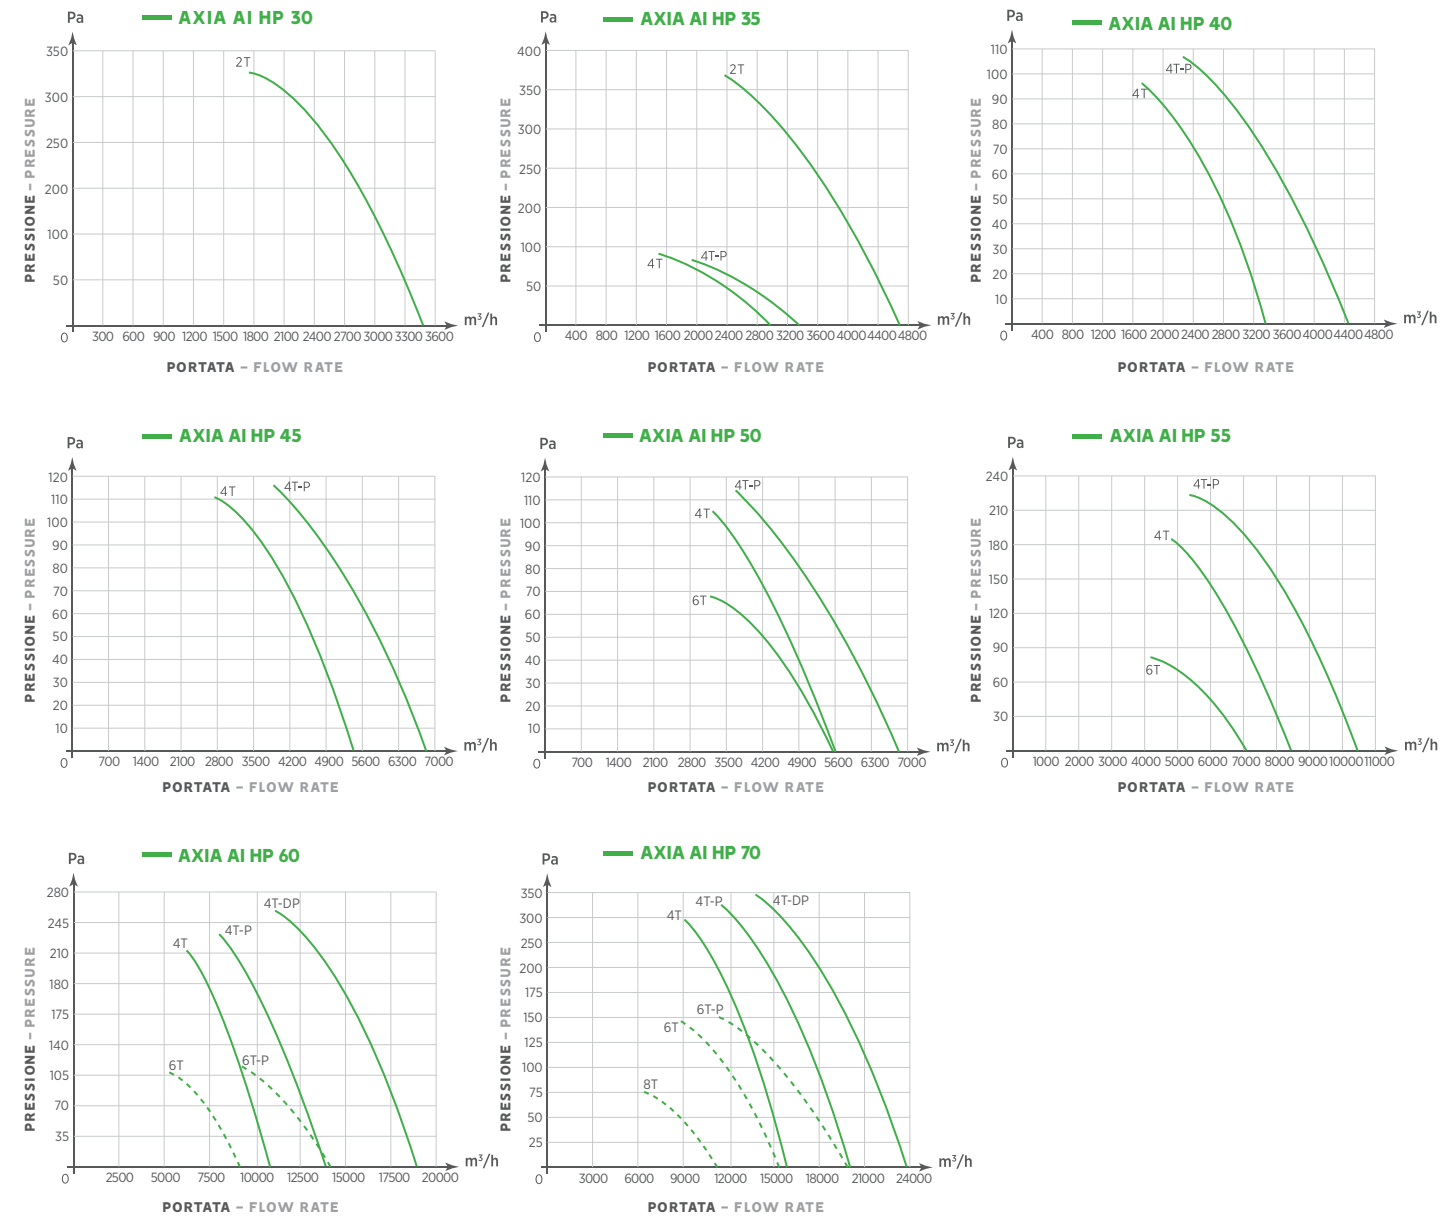 Pa
AXIA AI HP 30
350
2T
300
250
200
100
50
PRESSIONE – PRESSURE
0 300 600 900 1200 1500 1800 2100 2400 2700 3000 3300 3600 m³/h
PORTATA – FLOW RATE
Pa
AXIA AI HP 35
400
2T
350
300
250
200
100
4T-P
4T
50
PRESSIONE – PRESSURE
0 400 800 1200 1600 2000 2400 2800 3200 3600 4000 4400 4800 m³/h
PORTATA – FLOW RATE
Pa
AXIA AI HP 40
110
4T-P
100
4T
90
80
70
60
50
40
30
20
10
PRESSIONE – PRESSURE
0 400 800 1200 1600 2000 2400 2800 3200 3600 4000 4400 4800 m³/h
PORTATA – FLOW RATE
Pa
AXIA AI HP 45
120
4T 4T-P
110
100
90
80
70
60
50
40
30
20
10
PRESSIONE – PRESSURE
0 700 1400 2100 2800 3500 4200 4900 5600 6300 7000 m³/h
PORTATA – FLOW RATE
Pa
AXIA AI HP 50
120
4T-P
110
4T
100
90
80
70
6T
60
50
40
30
20
10
PRESSIONE – PRESSURE
0 700 1400 2100 2800 3500 4200 4900 5600 6300 7000 m³/h
PORTATA – FLOW RATE
Pa
AXIA AI HP 55
240
4T-P
210
4T
180
150
120
90
6T
60
30
PRESSIONE – PRESSURE
0 1000 2000 3000 4000 5000 6000 7000 8000 9000 10000 11000 m³/h
PORTATA – FLOW RATE
Pa
AXIA AI HP 60
280
4T-DP
245
4T-P
4T
210
180
175
140
6T 6T-P
105
70
35
PRESSIONE – PRESSURE
0 2500 5000 7500 10000 12500 15000 17500 20000 m³/h
PORTATA – FLOW RATE
Pa
AXIA AI HP 70
350
4T-P 4T-DP
4T
300
250
200
175
6T-P
150
6T
125
100
8T
75
50
25
PRESSIONE – PRESSURE
0 3000 6000 9000 12000 15000 18000 21000 24000 m³/h
PORTATA – FLOW RATE